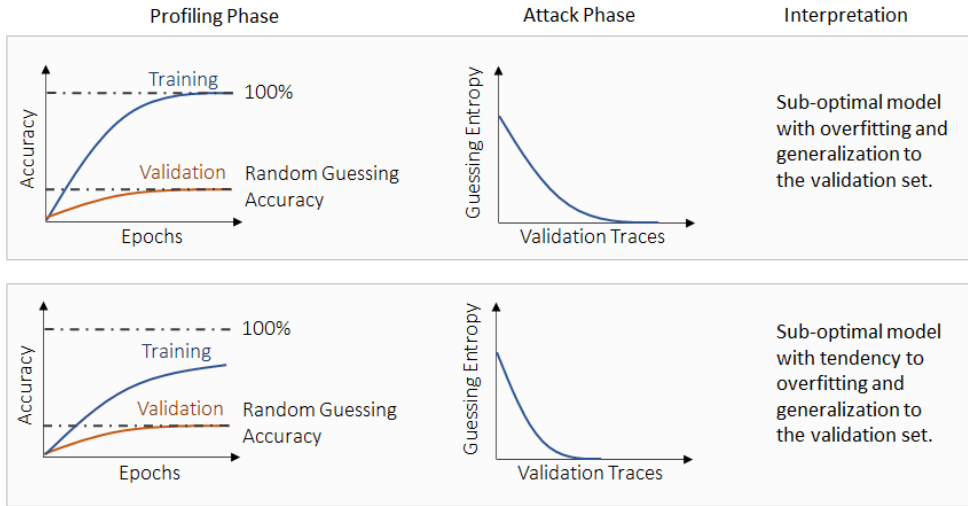 Profiling Phase
Attack Phase
Interpretation
Accuracy
Training
100%
Validation
Random Guessing
Accuracy
Epochs
Guessing Entropy
Validation Traces
Sub-optimal model
with overfitting and
generalization to
the validation set.
Accuracy
100%
Training
Validation
Random Guessing
Accuracy
Epochs
Guessing Entropy
Validation Traces
Sub-optimal model
with tendency to
overfitting and
generalization to
the validation set.